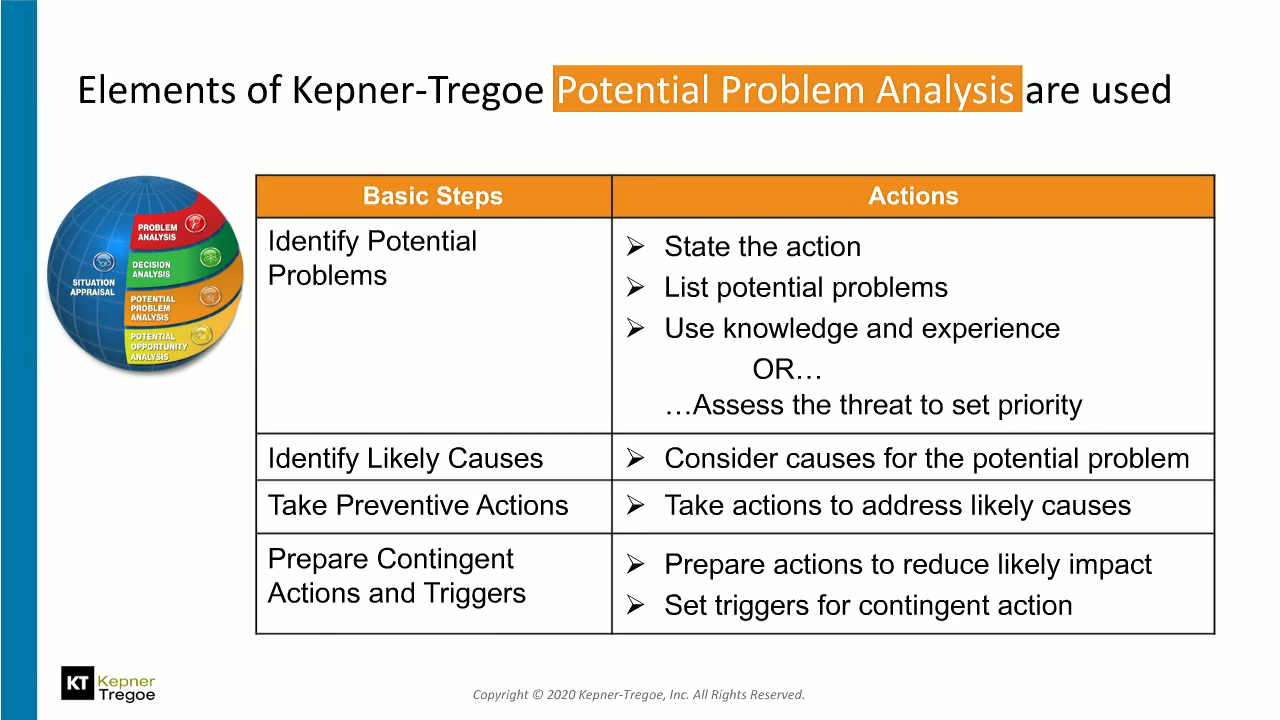 Elements of Kepner-Tregoe Potential Problem Analysis are used
PROBLEM
ANALYSIS
DECISION
ANALYSIS
SITUATION
APPRAISAL
POTENTIAL
PROBLEM
ANALYSIS
POTENTIAL
OPPORTUNITY
ANALYSIS
Basic Steps
Actions
Identify Potential
Problems
➢ State the action
➢ List potential problems
➢ Use knowledge and experience
OR…
…Assess the threat to set priority
Identify Likely Causes
➢ Consider causes for the potential problem
Take Preventive Actions
➢ Take actions to address likely causes
Prepare Contingent
Actions and Triggers
➢ Prepare actions to reduce likely impact
➢ Set triggers for contingent action
KT Kepner
Tregoe
Copyright © 2020 Kepner-Tregoe, Inc. All Rights Reserved.